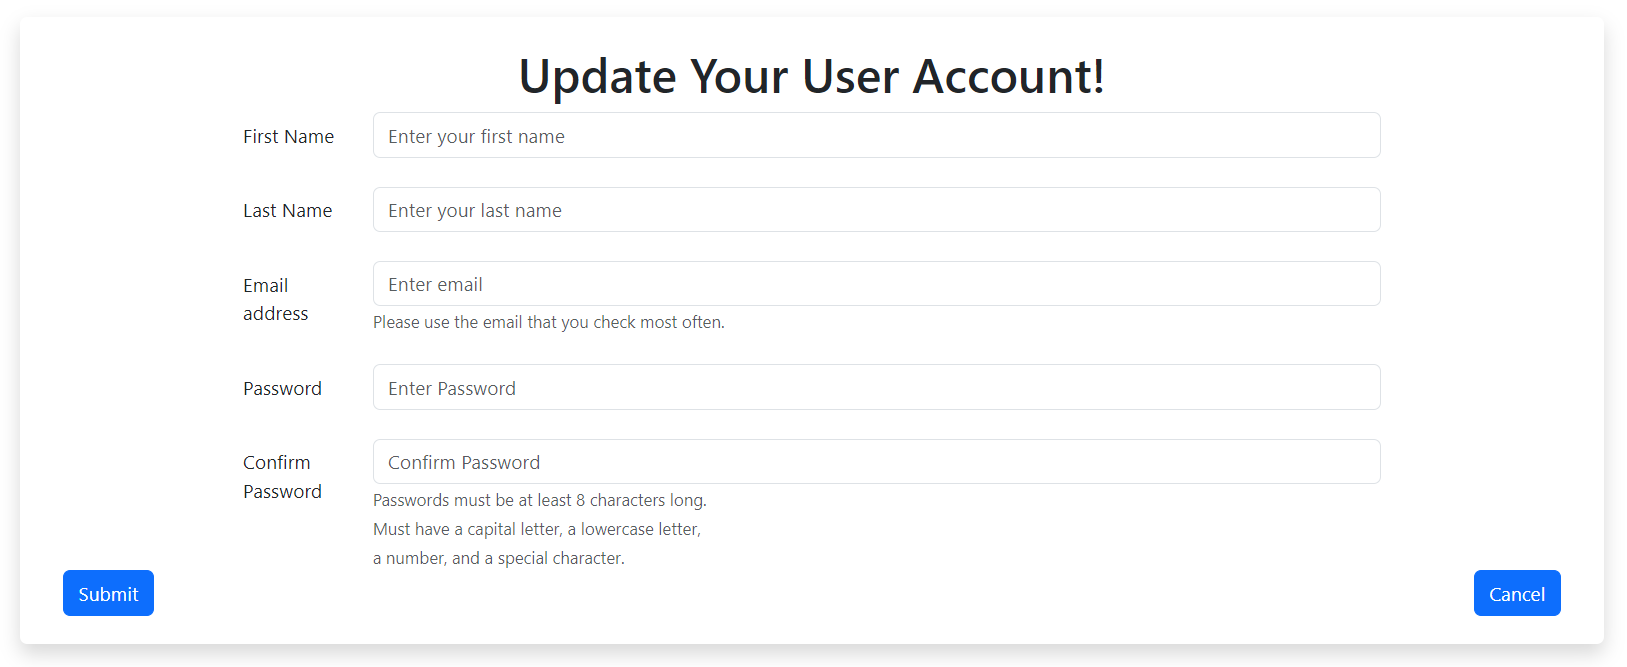 Update Your User Account!
First Name
Enter your first name
Last Name
Enter your last name
Email
address
Enter email
Please use the email that you check most often.
Password
Enter Password
Confirm
Password
Confirm Password
Passwords must be at least 8 characters long.
Must have a capital letter, a lowercase letter,
a number, and a special character.
Submit
Cancel